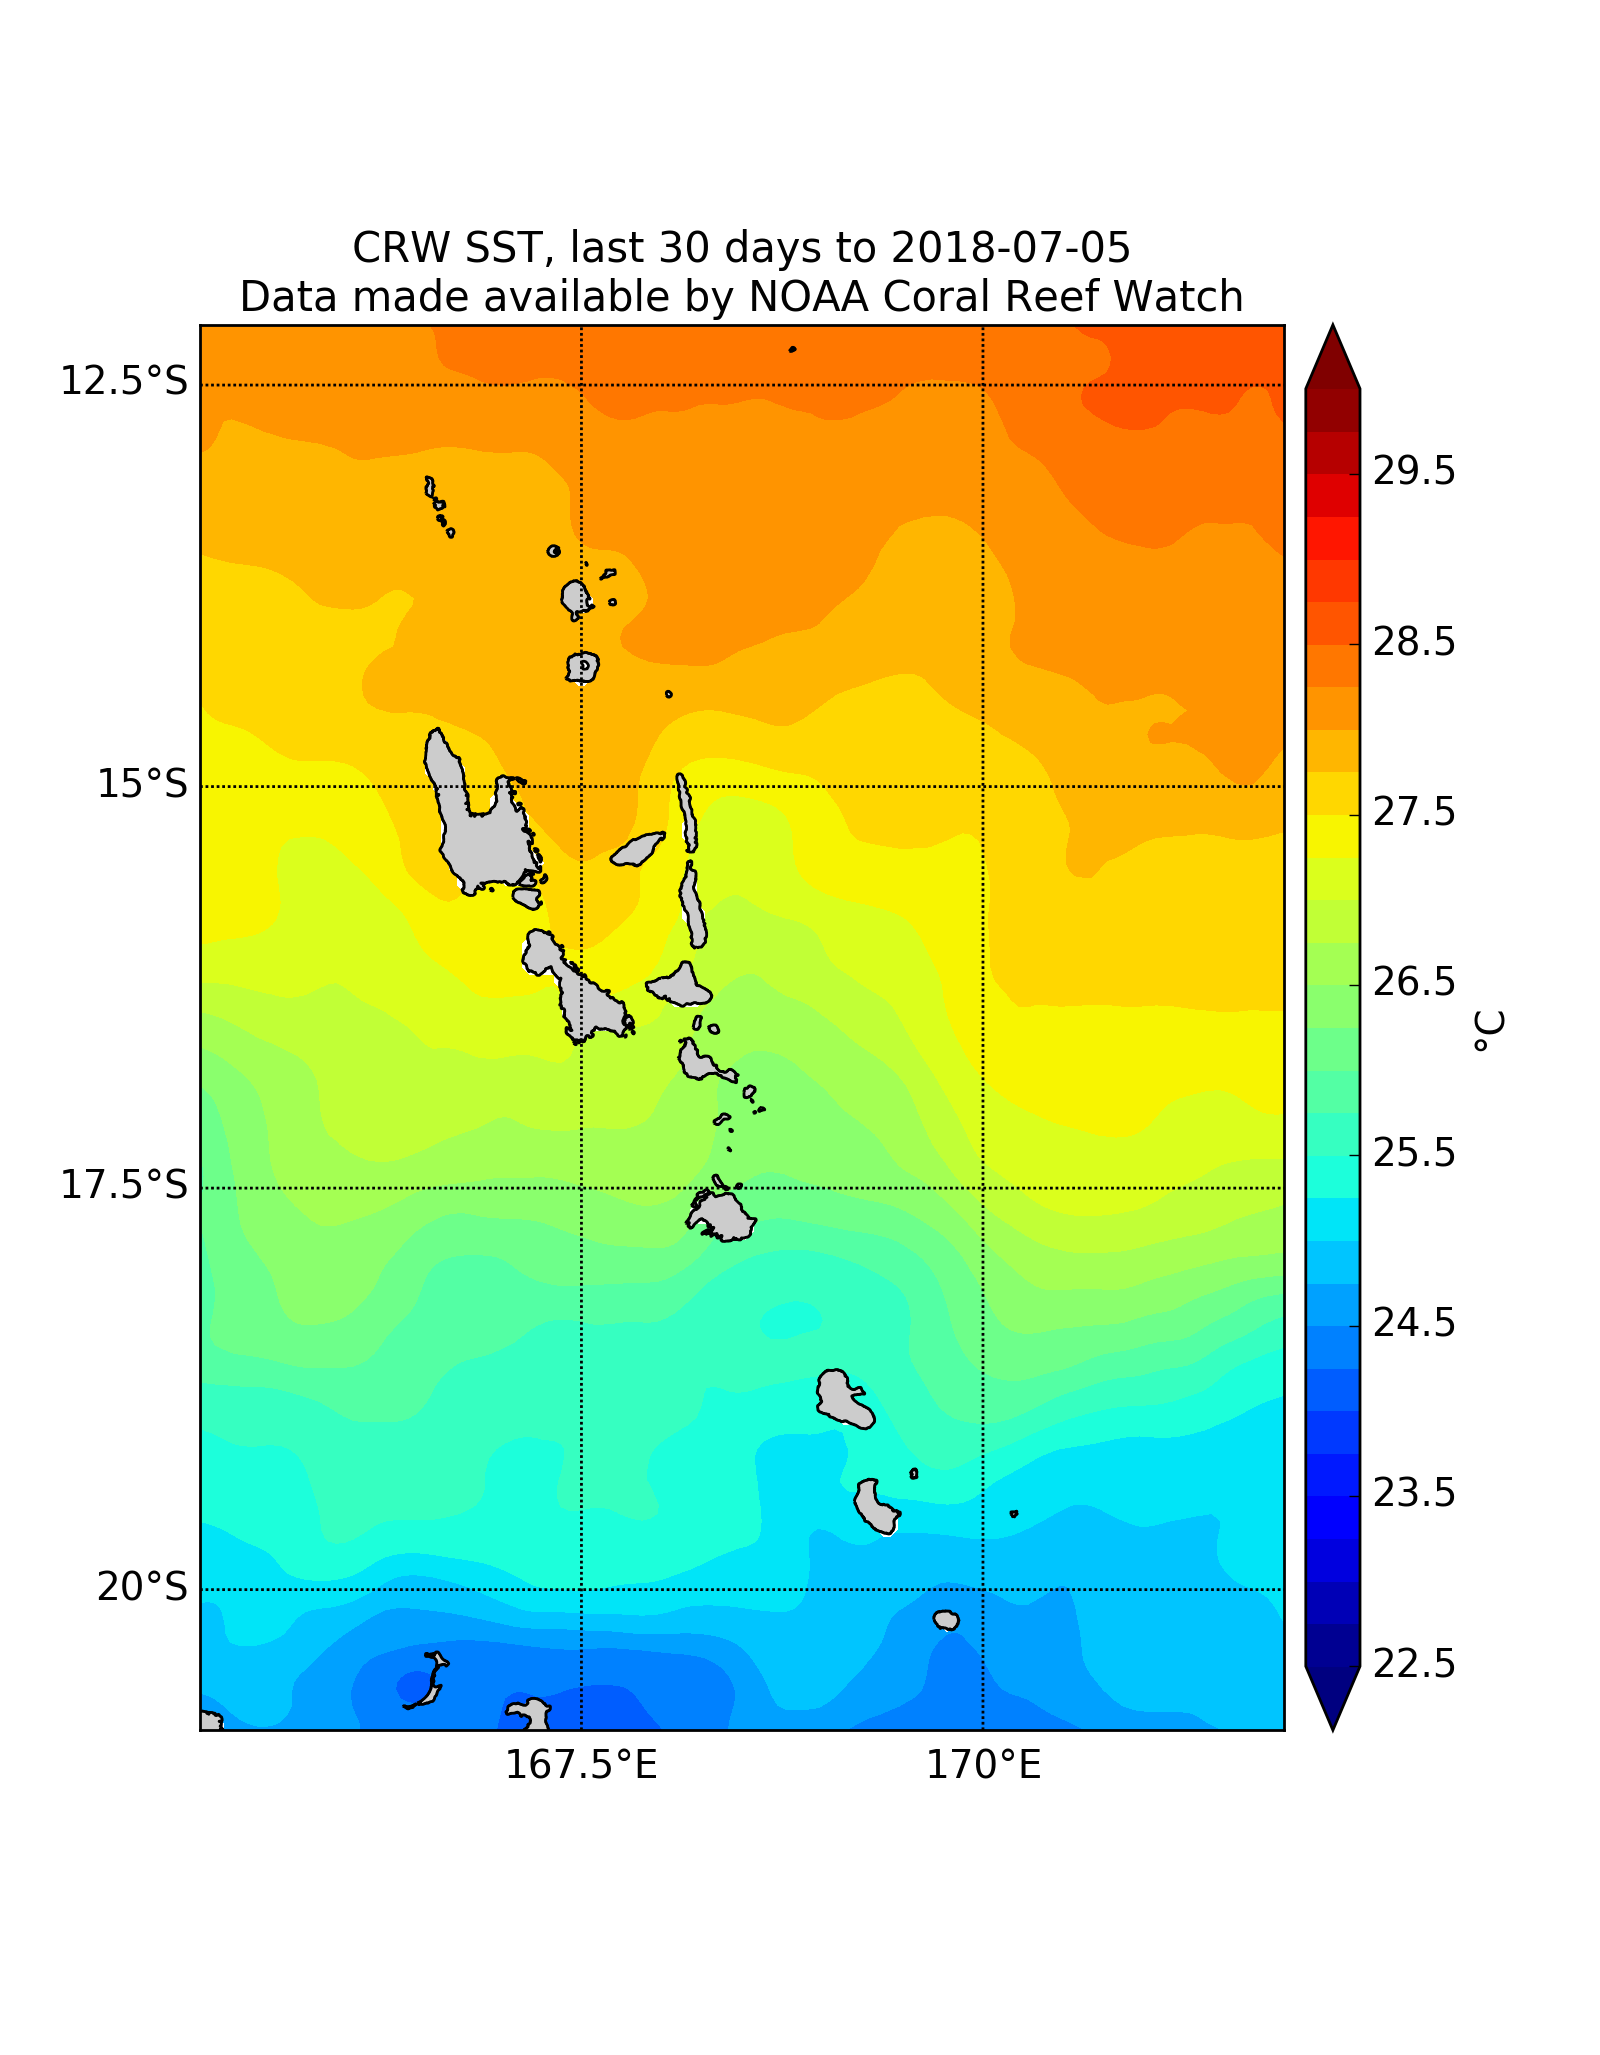 CRW SST, last 30 days to 2018-07-05
Data made available by NOAA Coral Reef Watch
12.5°S
15°S
17.5°S
20°S
167.5°E
170°E
29.5
28.5
27.5
26.5
25.5
24.5
23.5
22.5
°C